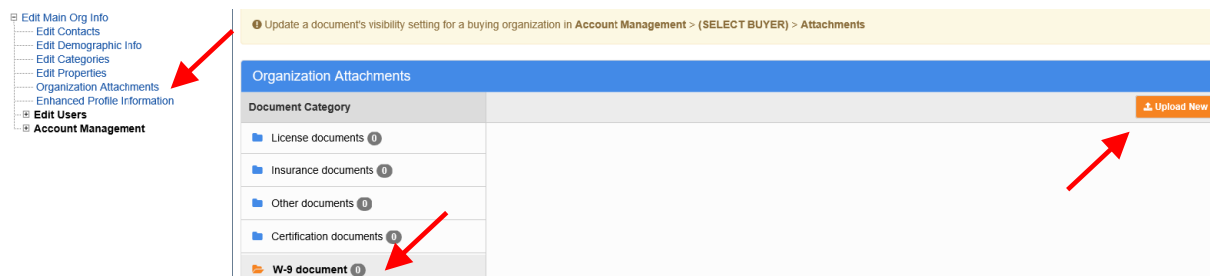 Edit Main Org Info
Edit Contacts
Edit Demographic Info
Edit Categories
Edit Properties
Organization Attachments
Enhanced Profile Information
Edit Users
Account Management
Update a document's visibility setting for a buying organization in Account Management > (SELECT BUYER) > Attachments
Organization Attachments
Document Category
Upload New
License documents 0
Insurance documents 0
Other documents 0
Certification documents 0
W-9 document 0